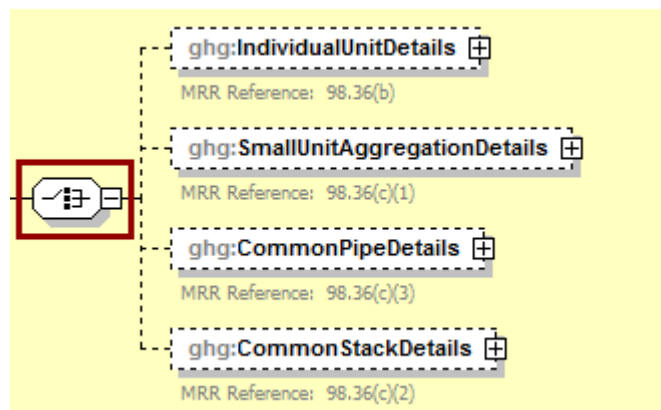 ghg:IndividualUnitDetails
MRR Reference: 98.36(b)
ghg:SmallUnitAggregationDetails
MRR Reference: 98.36(c)(1)
ghg:CommonPipeDetails
MRR Reference: 98.36(c)(3)
ghg:CommonStackDetails
MRR Reference: 98.36(c)(2)